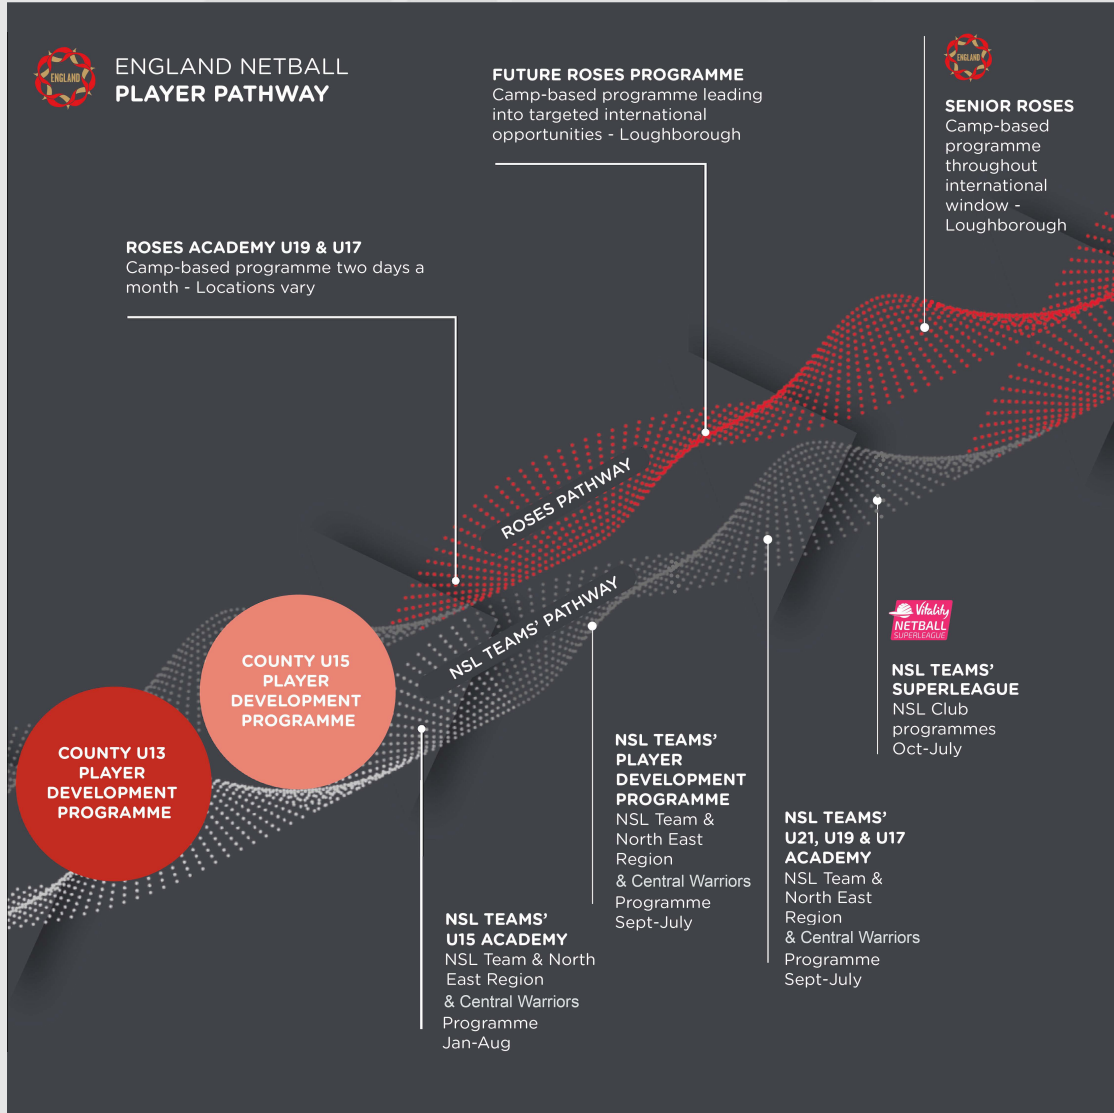 ENGLAND
ENGLAND NETBALL
PLAYER PATHWAY
FUTURE ROSES PROGRAMME
Camp-based programme leading
into targeted international
opportunities - Loughborough
ENGLAND
SENIOR ROSES
Camp-based
programme
throughout
international
window -
Loughborough
ROSES ACADEMY U19 & U17
Camp-based programme two days a
month - Locations vary
ROSES PATHWAY
NSL TEAMS' PATHWAY
COUNTY U15
PLAYER
DEVELOPMENT
PROGRAMME
COUNTY U13
PLAYER
DEVELOPMENT
PROGRAMME
Vitality
NETBALL
SUPERLEAGUE
NSL TEAMS'
SUPERLEAGUE
NSL Club
programmes
Oct-July
NSL TEAMS'
PLAYER
DEVELOPMENT
PROGRAMME
NSL Team &
North East
Region
& Central Warriors
Programme
Sept-July
NSL TEAMS'
U21, U19 & U17
ACADEMY
NSL Team &
North East
Region
& Central Warriors
Programme
Sept-July
NSL TEAMS'
U15 ACADEMY
NSL Team & North
East Region
& Central Warriors
Programme
Jan-Aug